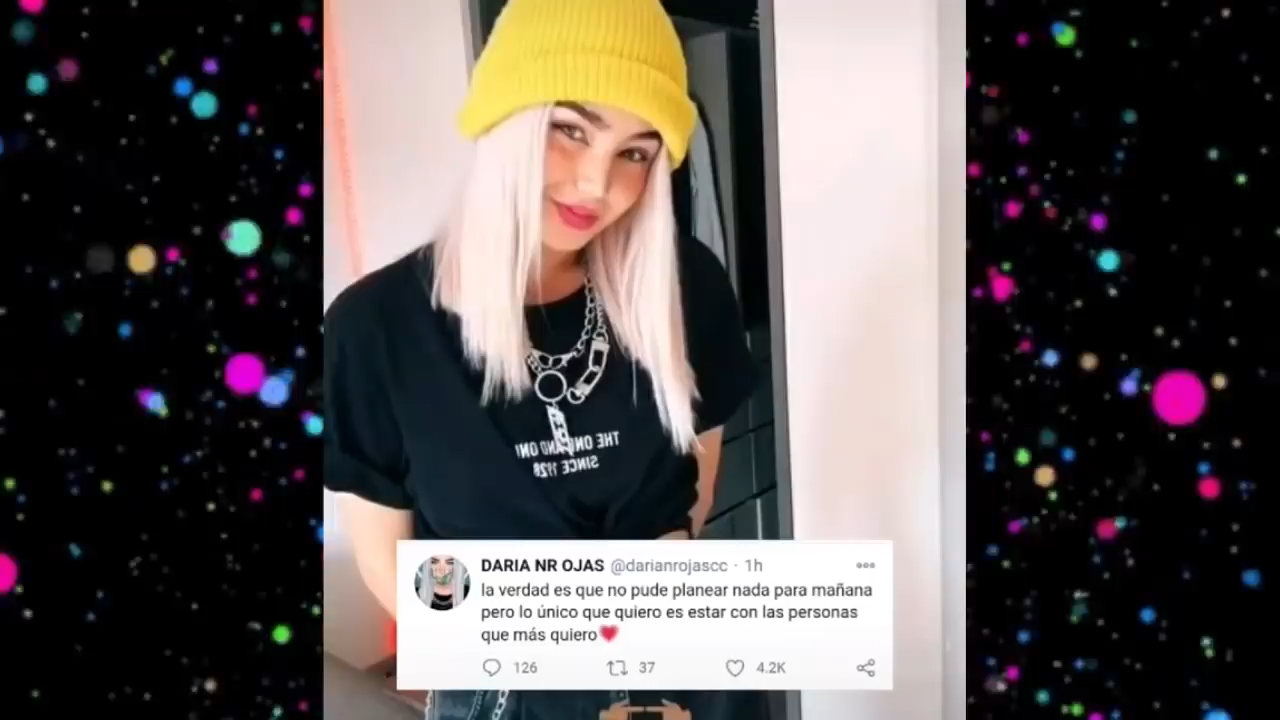 THE ONE AND ONE
SINCE 1928
DARIA NR OJAS @darianrojascc · 1h
la verdad es que no pude planear nada para mañana
pero lo único que quiero es estar con las personas
que más quiero❤
126
37
4.2K